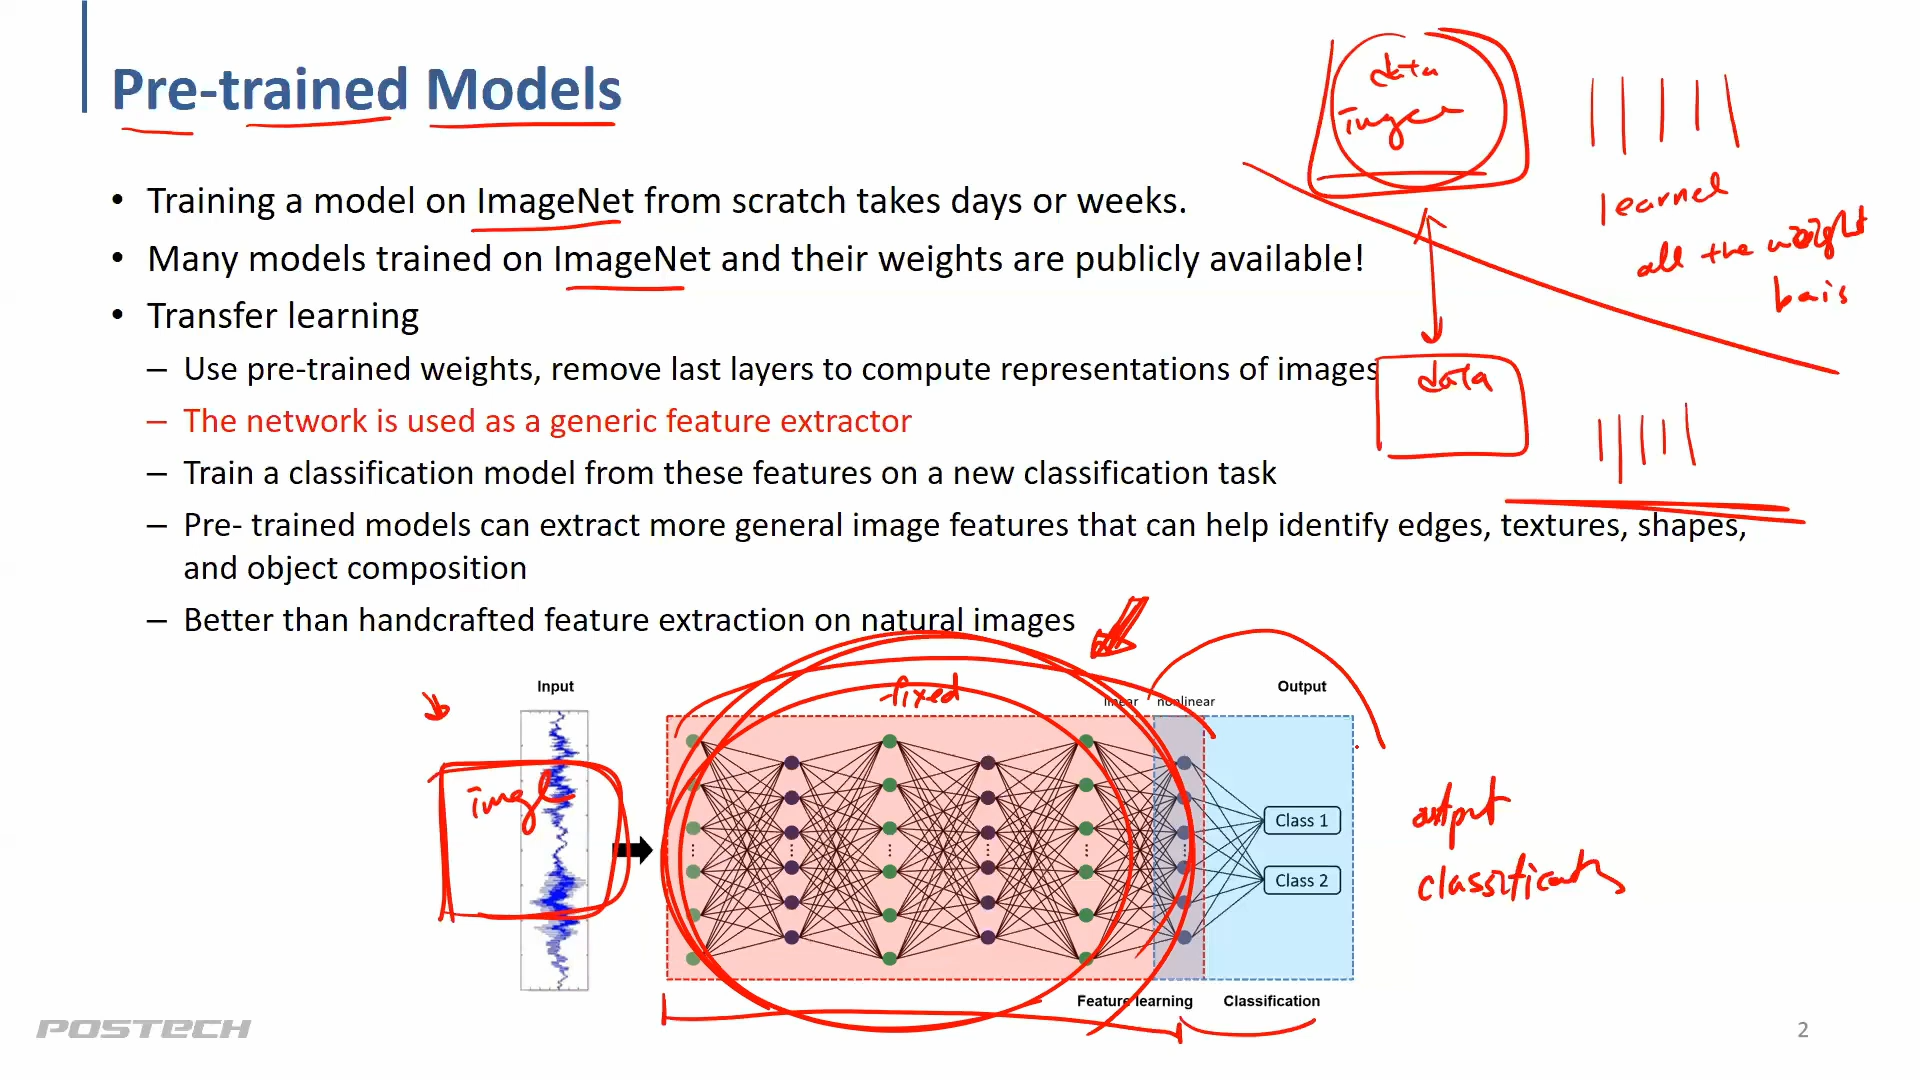 Pre-trained Models
data
• Training a model on ImageNet from scratch takes days or weeks.
learned
• Many models trained on ImageNet and their weights are publicly available!
all the weight
bais
• Transfer learning
– Use pre-trained weights, remove last layers to compute representations of images
data
– The network is used as a generic feature extractor
– Train a classification model from these features on a new classification task
– Pre- trained models can extract more general image features that can help identify edges, textures, shapes,
and object composition
– Better than handcrafted feature extraction on natural images
Input
fixed
linear
nonlinear
Output
Class 1
output
Class 2
Feature learning
Classification
POSTECH
2